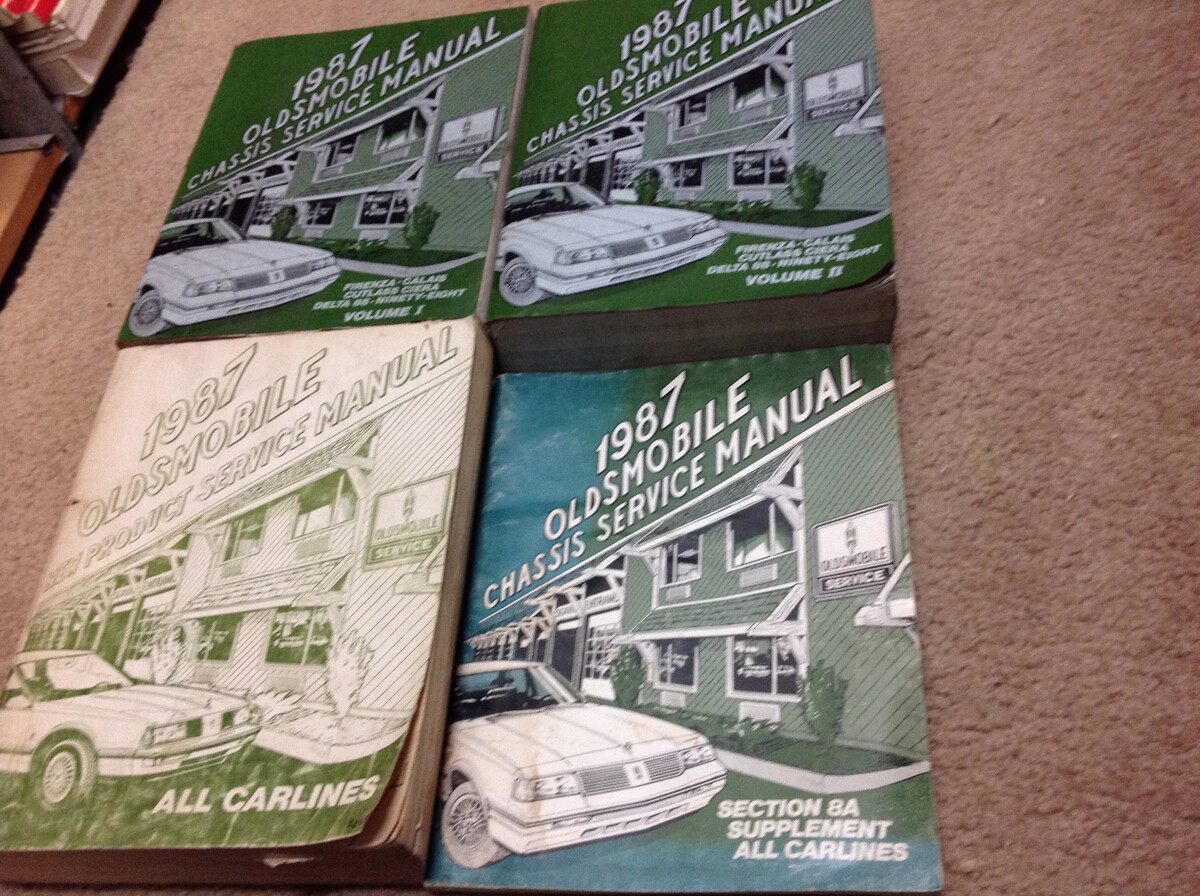 1987
OLDSMOBILE
CHASSIS SERVICE MANUAL
OLDSMOBILE
SERVICE
FIRENZA·CALAIS
CUTLASS CIERA
DELTA 88·NINETY-EIGHT
VOLUME I
1987
OLDSMOBILE
CHASSIS SERVICE MANUAL
OLDSMOBILE
SERVICE
FIRENZA·CALAIS
CUTLASS CIERA
DELTA 88·NINETY-EIGHT
VOLUME II
1987
OLDSMOBILE
PRODUCT SERVICE MANUAL
OLDSMOBILE
SERVICE
ALL CARLINES
1987
OLDSMOBILE
CHASSIS SERVICE MANUAL
OLDSMOBILE
SERVICE
SECTION 8A
SUPPLEMENT
ALL CARLINES